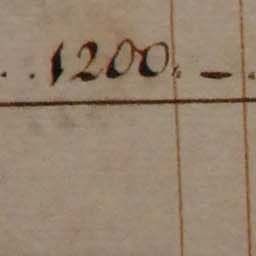 . . 1200. – .